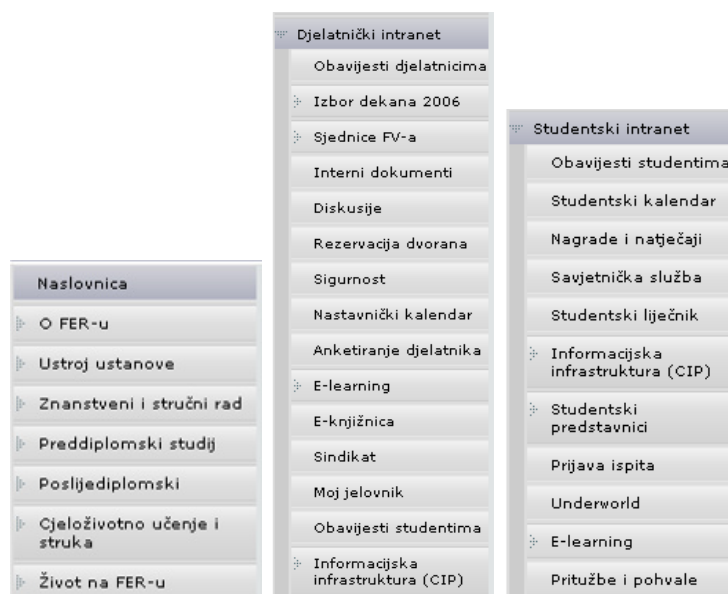 Naslovnica
O FER-u
Ustroj ustanove
Znanstveni i stručni rad
Preddiplomski studij
Poslijediplomski
Cjeloživotno učenje i
struka
Život na FER-u
Djelatnički intranet
Obavijesti djelatnicima
Izbor dekana 2006
Sjednice FV-a
Interni dokumenti
Diskusije
Rezervacija dvorana
Sigurnost
Nastavnički kalendar
Anketiranje djelatnika
E-learning
E-knjižnica
Sindikat
Moj jelovnik
Obavijesti studentima
Informacijska
infrastruktura (CIP)
Studentski intranet
Obavijesti studentima
Studentski kalendar
Nagrade i natječaji
Savjetnička služba
Studentski liječnik
Informacijska
infrastruktura (CIP)
Studentski
predstavnici
Prijava ispita
Underworld
E-learning
Pritužbe i pohvale